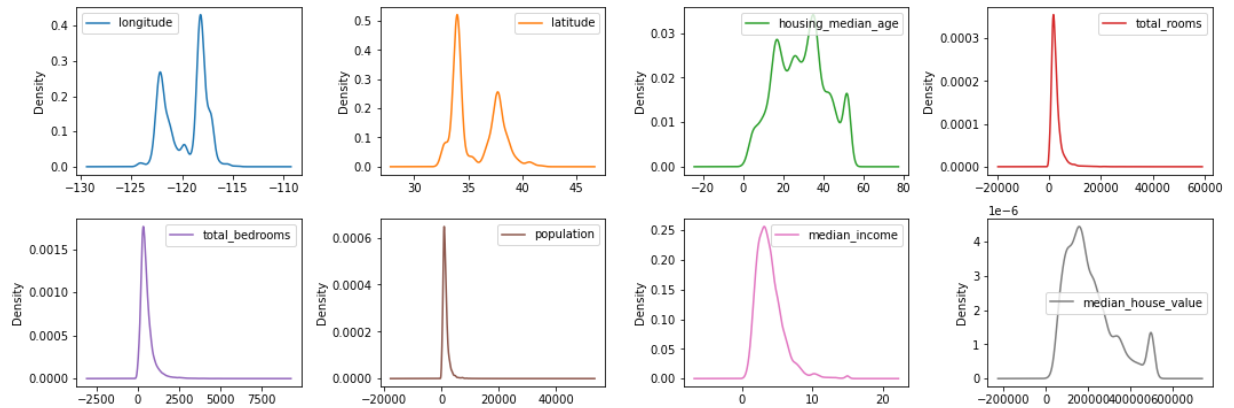 longitude
Density
0.4
0.3
0.2
0.1
0.0
−130 −125 −120 −115 −110
latitude
Density
0.5
0.4
0.3
0.2
0.1
0.0
30 35 40 45
housing_median_age
Density
0.03
0.02
0.01
0.00
−20 0 20 40 60 80
total_rooms
Density
0.0003
0.0002
0.0001
0.0000
−20000 0 20000 40000 60000
total_bedrooms
Density
0.0015
0.0010
0.0005
0.0000
−2500 0 2500 5000 7500
population
Density
0.0006
0.0004
0.0002
0.0000
−20000 0 20000 40000
median_income
Density
0.25
0.20
0.15
0.10
0.05
0.00
0 10 20
1e−6
median_house_value
Density
4
3
2
1
0
−200000 0 200000 400000 600000